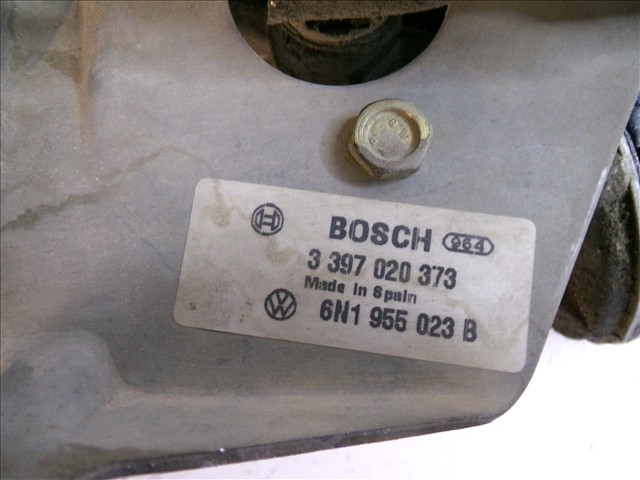 BOSCH 964
3 397 020 373
Made in Spain
6N1 955 023 B